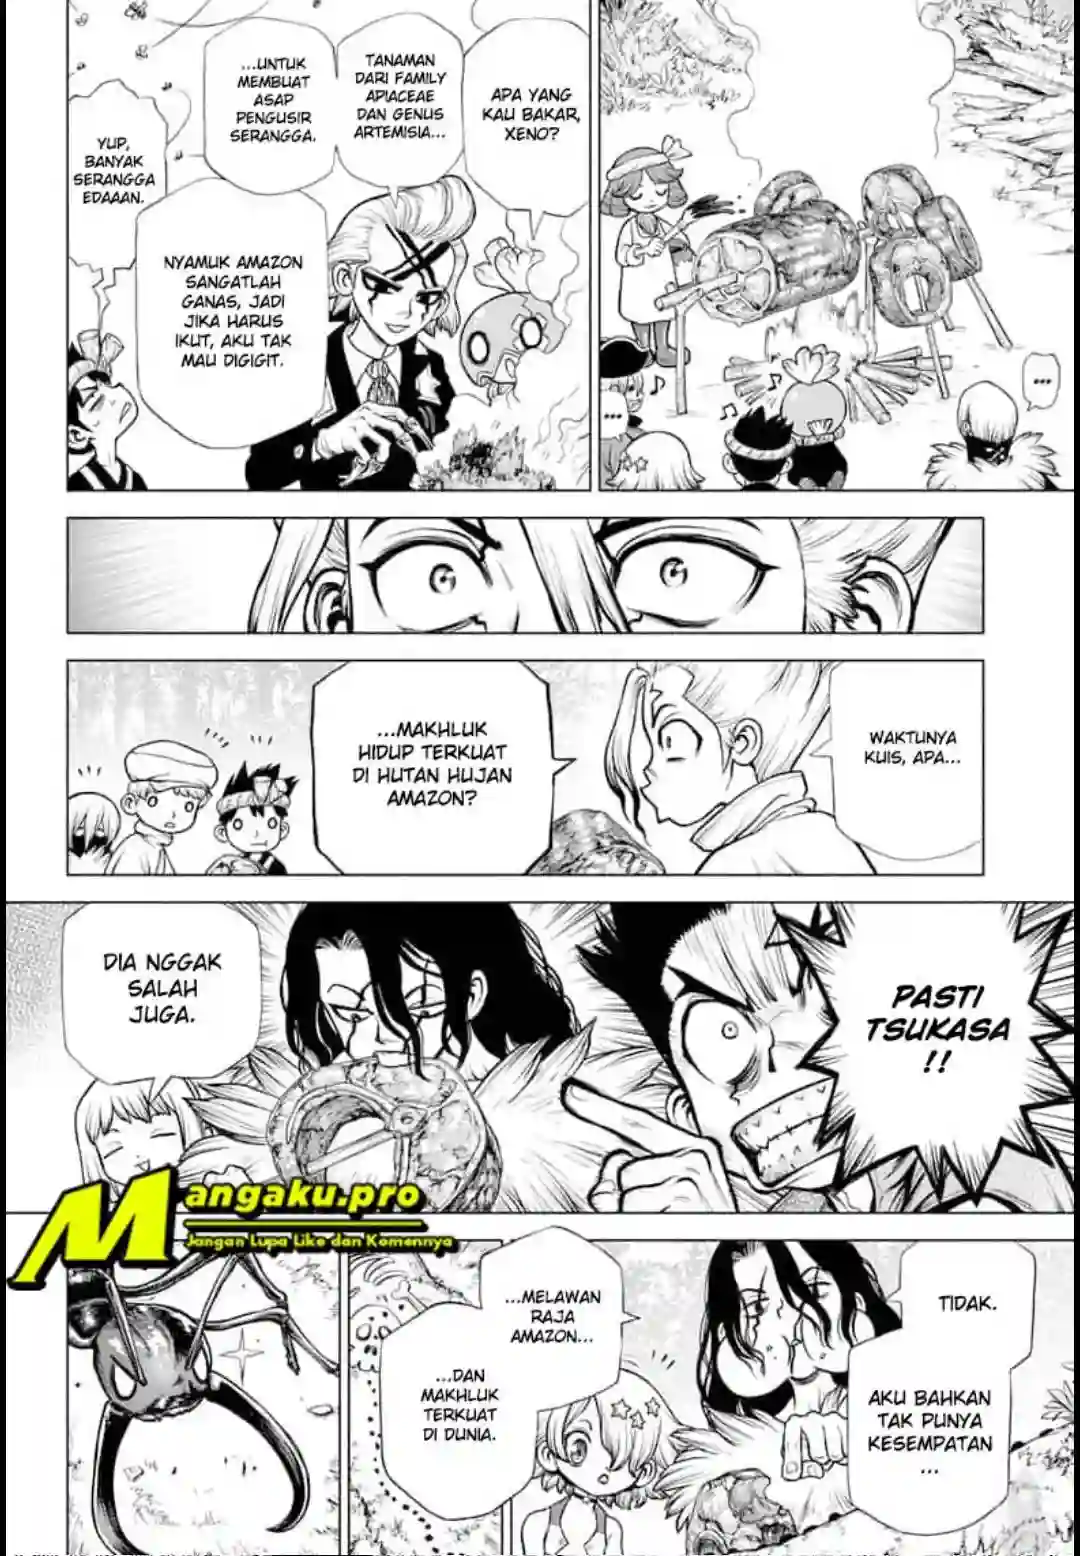 ...
...
APA YANG
KAU BAKAR,
XENO?
TANAMAN
DARI FAMILY
APIACEAE
DAN GENUS
ARTEMISIA...
...UNTUK
MEMBUAT
ASAP
PENGUSIR
SERANGGA.
NYAMUK AMAZON
SANGATLAH
GANAS, JADI
JIKA HARUS
IKUT, AKU TAK
MAU DIGIGIT.
YUP,
BANYAK
SERANGGA
EDAAAN.
WAKTUNYA
KUIS, APA...
...MAKHLUK
HIDUP TERKUAT
DI HUTAN HUJAN
AMAZON?
PASTI
TSUKASA
!!
DIA NGGAK
SALAH
JUGA.
Mangaku.pro
Jangan Lupa Like dan Komennya
TIDAK.
AKU BAHKAN
TAK PUNYA
KESEMPATAN
...
...MELAWAN
RAJA
AMAZON...
...DAN
MAKHLUK
TERKUAT
DI DUNIA.